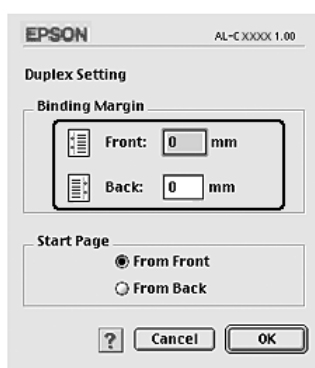 EPSON AL-C XXXX 1.00
Duplex Setting
Binding Margin
Front: 0 mm
Back: 0 mm
Start Page
From Front
From Back
? Cancel OK